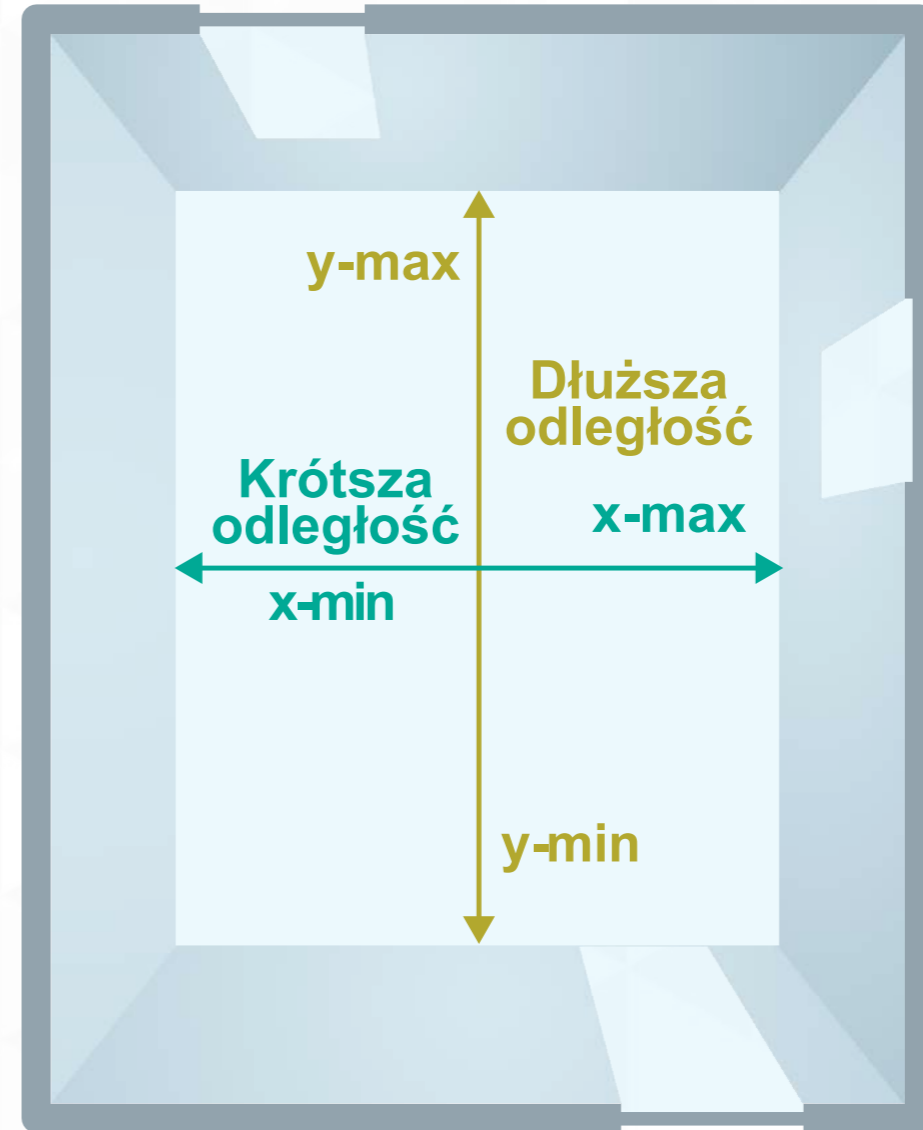 y-max
Dłuższa
odległość
Krótsza
odległość
x-max
x-min
y-min